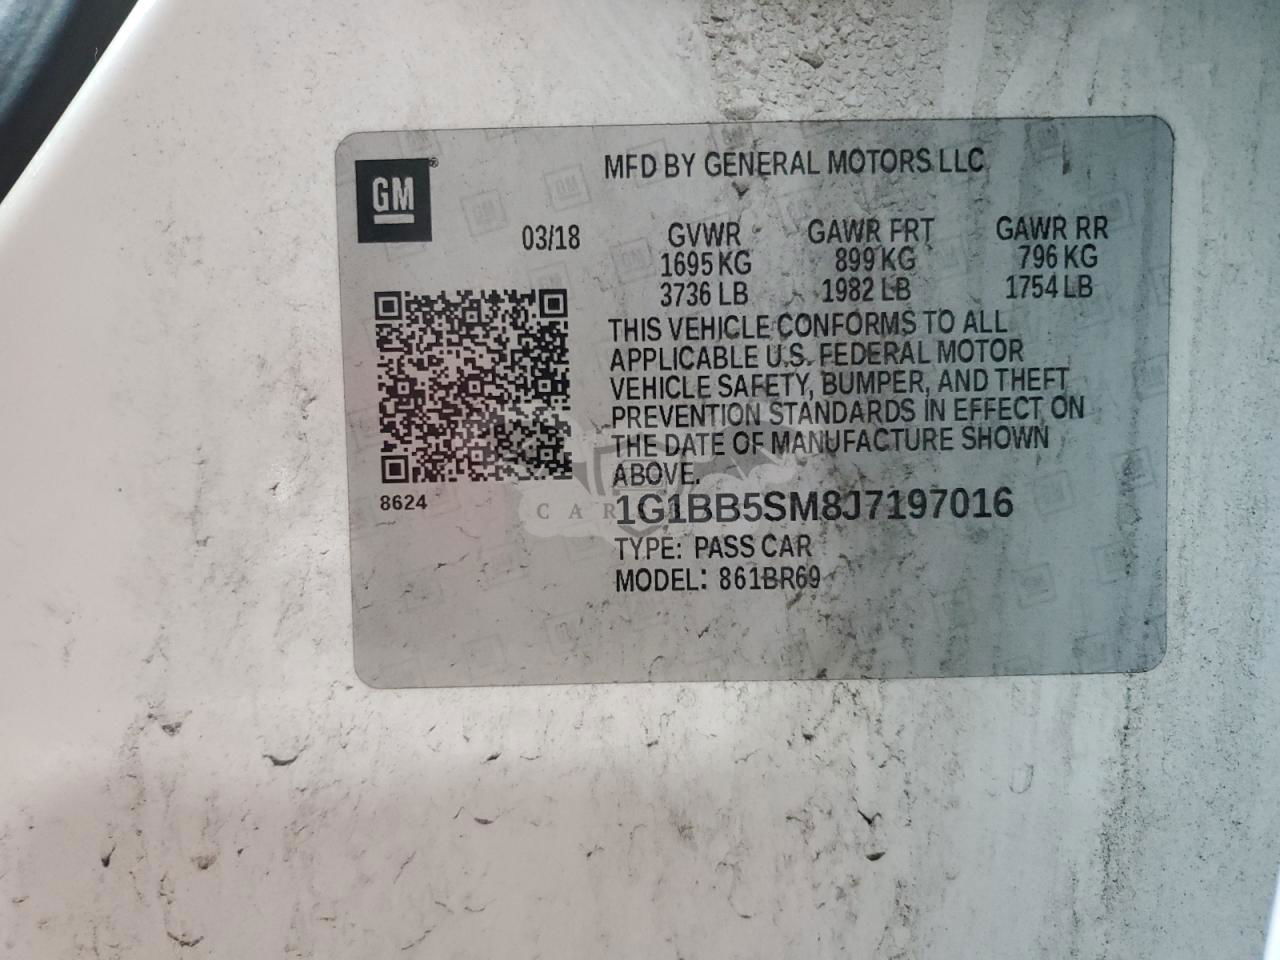 GM®
MFD BY GENERAL MOTORS LLC
03/18
GVWR GAWR FRT GAWR RR
1695 KG 899 KG 796 KG
3736 LB 1982 LB 1754 LB
THIS VEHICLE CONFORMS TO ALL
APPLICABLE U.S. FEDERAL MOTOR
VEHICLE SAFETY, BUMPER, AND THEFT
PREVENTION STANDARDS IN EFFECT ON
THE DATE OF MANUFACTURE SHOWN
ABOVE.
8624
1G1BB5SM8J7197016
TYPE: PASS CAR
MODEL: 861BR69